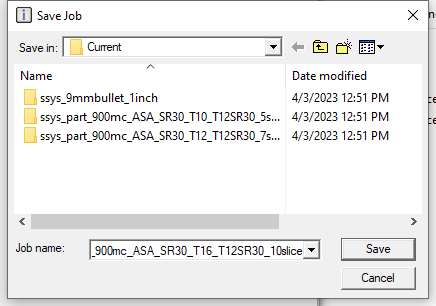 Save Job
Save in: Current
Name Date modified
ssys_9mmbullet_1inch 4/3/2023 12:51 PM
ssys_part_900mc_ASA_SR30_T10_T12SR30_5s... 4/3/2023 12:51 PM
ssys_part_900mc_ASA_SR30_T12_T12SR30_7s... 4/3/2023 12:51 PM
Job name: _900mc_ASA_SR30_T16_T12SR30_10slice
Save
Cancel